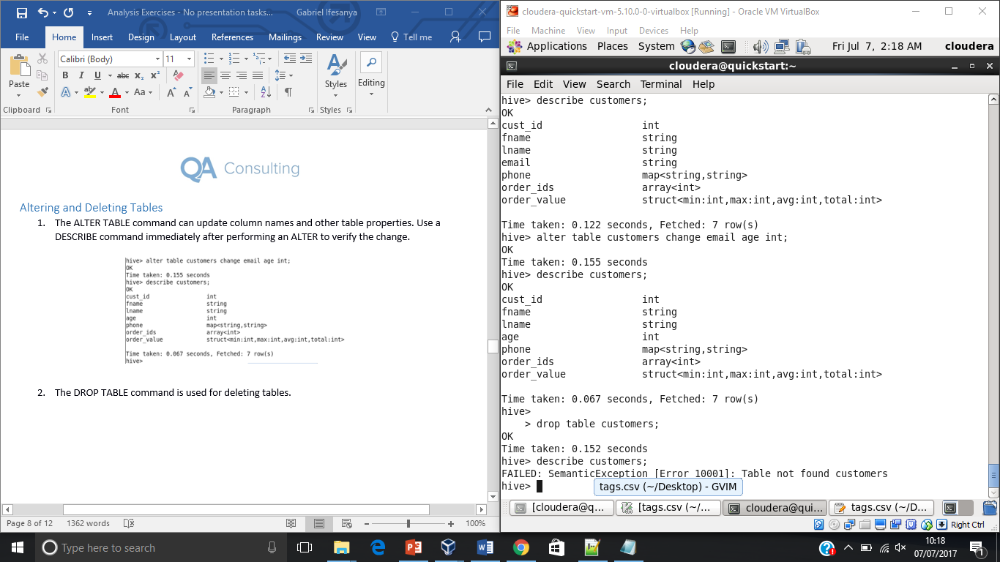 Analysis Exercises - No presentation tasks...
Gabriel Ifesanya
File Home Insert Design Layout References Mailings Review View Tell me
Paste
Calibri (Body) 11
B I U abc x₂ x²
A A Aa A A
Styles
Editing
Clipboard Font Paragraph Styles
QA Consulting
Altering and Deleting Tables
1. The ALTER TABLE command can update column names and other table properties. Use a
DESCRIBE command immediately after performing an ALTER to verify the change.
hive> alter table customers change email age int;
OK
Time taken: 0.155 seconds
hive> describe customers;
OK
cust_id int
fname string
lname string
age int
phone map<string,string>
order_ids array<int>
order_value struct<min:int,max:int,avg:int,total:int>
Time taken: 0.067 seconds, Fetched: 7 row(s)
hive>
2. The DROP TABLE command is used for deleting tables.
Page 8 of 12 1362 words 100%
cloudera-quickstart-vm-5.10.0-0-virtualbox [Running] - Oracle VM VirtualBox
File Machine View Input Devices Help
Applications Places System Fri Jul 7, 2:18 AM cloudera
cloudera@quickstart:~
File Edit View Search Terminal Help
hive> describe customers;
OK
cust_id int
fname string
lname string
email string
phone map<string,string>
order_ids array<int>
order_value struct<min:int,max:int,avg:int,total:int>
Time taken: 0.122 seconds, Fetched: 7 row(s)
hive> alter table customers change email age int;
OK
Time taken: 0.155 seconds
hive> describe customers;
OK
cust_id int
fname string
lname string
age int
phone map<string,string>
order_ids array<int>
order_value struct<min:int,max:int,avg:int,total:int>
Time taken: 0.067 seconds, Fetched: 7 row(s)
hive>
> drop table customers;
OK
Time taken: 0.152 seconds
hive> describe customers;
FAILED: SemanticException [Error 10001]: Table not found customers
hive>
tags.csv (~/Desktop) - GVIM
[cloudera@q... [tags.csv (~/... cloudera@qui... tags.csv (~/D...
Right Ctrl
Type here to search
10:18
07/07/2017
1